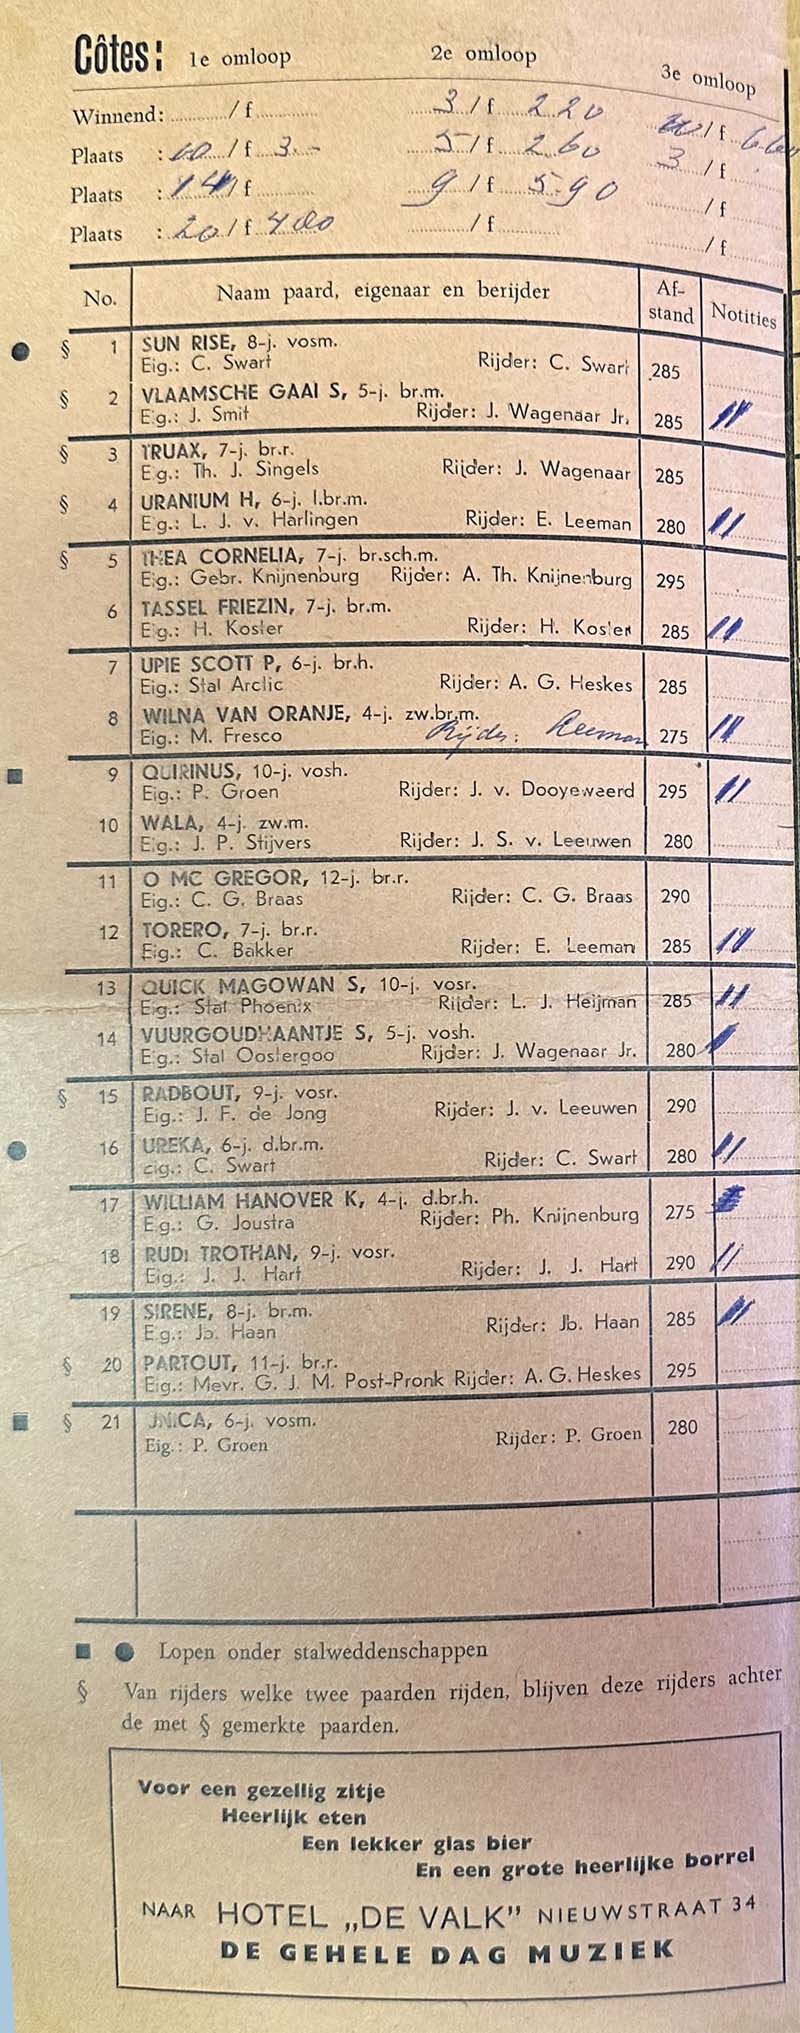 Côtes: 1e omloop 2e omloop 3e omloop
Winnend: /f 3 /f 220 /f 660
Plaats : 10 /f 3.- 5 /f 260 3 /f
Plaats : 14 /f 9 /f 5.90 /f
Plaats : 20 /f 400 /f /f
No. Naam paard, eigenaar en berijder Af-stand Notities
● § 1 SUN RISE, 8-j. vosm.
Eig.: C. Swart Rijder: C. Swart 285
§ 2 VLAAMSCHE GAAI S, 5-j. br.m.
Eig.: J. Smit Rijder: J. Wagenaar Jr. 285
§ 3 TRUAX, 7-j. br.r.
Eig.: Th. J. Singels Rijder: J. Wagenaar 285
§ 4 URANIUM H, 6-j. l.br.m.
Eig.: L. J. v. Harlingen Rijder: E. Leeman 280
§ 5 THEA CORNELIA, 7-j. br.sch.m.
Eig.: Gebr. Knijnenburg Rijder: A. Th. Knijnenburg 295
6 TASSEL FRIEZIN, 7-j. br.m.
Eig.: H. Koster Rijder: H. Koster 285
7 UPIE SCOTT P, 6-j. br.h.
Eig.: Stal Arclic Rijder: A. G. Heskes 285
8 WILNA VAN ORANJE, 4-j. zw.br.m.
Eig.: M. Fresco Rijder: Leeman 275
■ 9 QUIRINUS, 10-j. vosh.
Eig.: P. Groen Rijder: J. v. Dooyeweerd 295
10 WALA, 4-j. zw.m.
Eig.: J. P. Stijvers Rijder: J. S. v. Leeuwen 280
11 O MC GREGOR, 12-j. br.r.
Eig.: C. G. Braas Rijder: C. G. Braas 290
12 TORERO, 7-j. br.r.
Eig.: C. Bakker Rijder: E. Leeman 285
13 QUICK MAGOWAN S, 10-j. vosr.
Eig.: Stal Phoenix Rijder: L. J. Heijman 285
14 VUURGOUDHAANTJE S, 5-j. vosh.
Eig.: Stal Oostergoo Rijder: J. Wagenaar Jr. 280
§ 15 RADBOUT, 9-j. vosr.
Eig.: J. F. de Jong Rijder: J. v. Leeuwen 290
● 16 UREKA, 6-j. d.br.m.
Eig.: C. Swart Rijder: C. Swart 280
17 WILLIAM HANOVER K, 4-j. d.br.h.
Eig.: G. Joustra Rijder: Ph. Knijnenburg 275
18 RUDI TROTHAN, 9-j. vosr.
Eig.: J. J. Hart Rijder: J. J. Hart 290
19 SIRENE, 8-j. br.m.
Eig.: Jb. Haan Rijder: Jb. Haan 285
§ 20 PARTOUT, 11-j. br.r.
Eig.: Mevr. G. J. M. Post-Pronk Rijder: A. G. Heskes 295
■ § 21 UNICA, 6-j. vosm.
Eig.: P. Groen Rijder: P. Groen 280
■ ● Lopen onder stalweddenschappen
§ Van rijders welke twee paarden rijden, blijven deze rijders achter
de met § gemerkte paarden.
Voor een gezellig zitje
Heerlijk eten
Een lekker glas bier
En een grote heerlijke borrel
NAAR HOTEL „DE VALK” NIEUWSTRAAT 34
DE GEHELE DAG MUZIEK